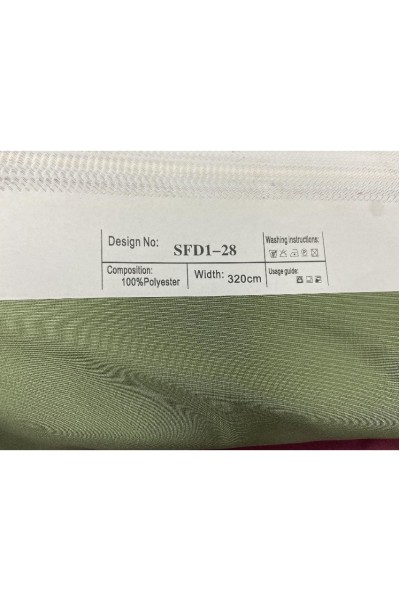 Design No: SFD1-28
Washing instructions:
Composition:
100%Polyester
Width: 320cm
Usage guide: